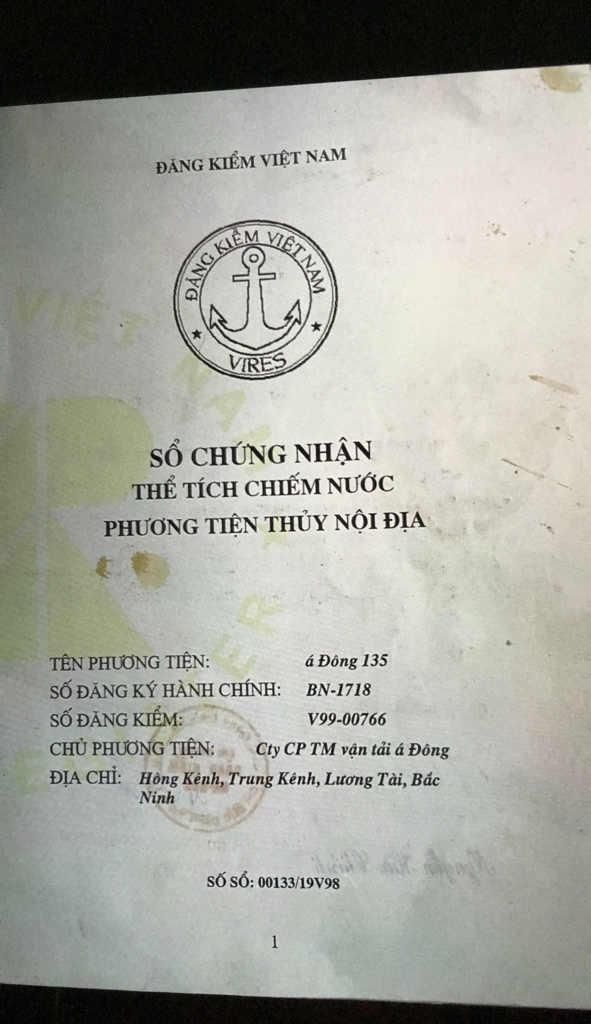 ĐĂNG KIỂM VIỆT NAM
ĐĂNG KIỂM VIỆT NAM
VIRES
VIỆT NAM
SỔ CHỨNG NHẬN
THỂ TÍCH CHIẾM NƯỚC
PHƯƠNG TIỆN THỦY NỘI ĐỊA
TÊN PHƯƠNG TIỆN: á Đông 135
SỐ ĐĂNG KÝ HÀNH CHÍNH: BN-1718
SỐ ĐĂNG KIỂM: V99-00766
CHỦ PHƯƠNG TIỆN: Cty CP TM vận tải á Đông
ĐỊA CHỈ: Hòng Kênh, Trung Kênh, Lương Tài, Bắc
Ninh
SỐ SỔ: 00133/19V98
1